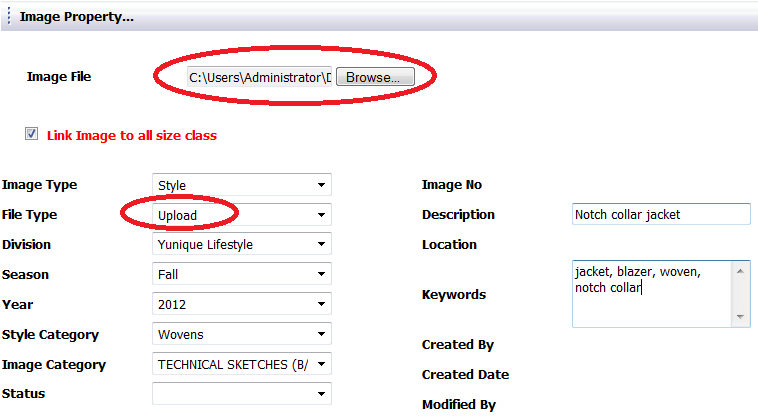 Image Property...
Image File C:\Users\Administrator\D Browse...
Link Image to all size class
Image Type Style Image No
File Type Upload Description Notch collar jacket
Division Yunique Lifestyle Location
Season Fall Keywords jacket, blazer, woven,
notch collar
Year 2012
Style Category Wovens Created By
Image Category TECHNICAL SKETCHES (B/ Created Date
Status Modified By